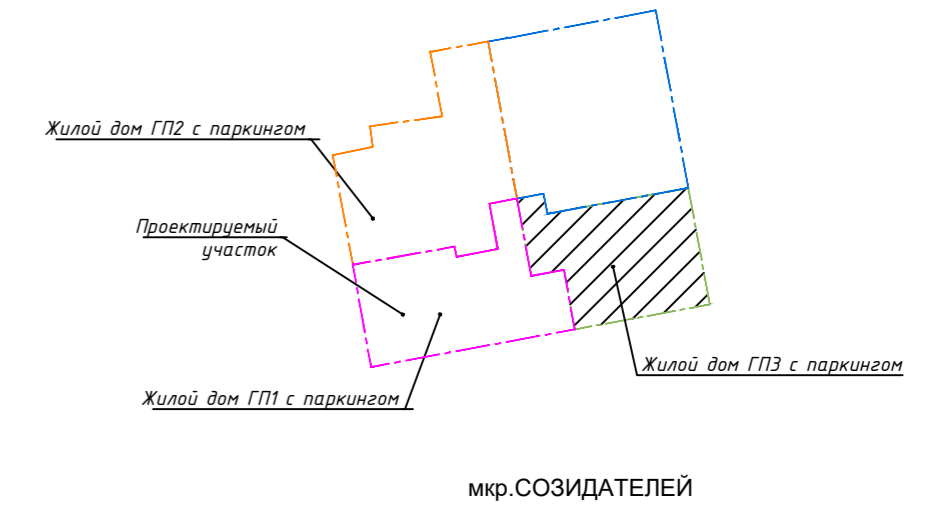 Жилой дом ГП2 с паркингом
Проектируемый
участок
Жилой дом ГП3 с паркингом
Жилой дом ГП1 с паркингом
мкр.СОЗИДАТЕЛЕЙ